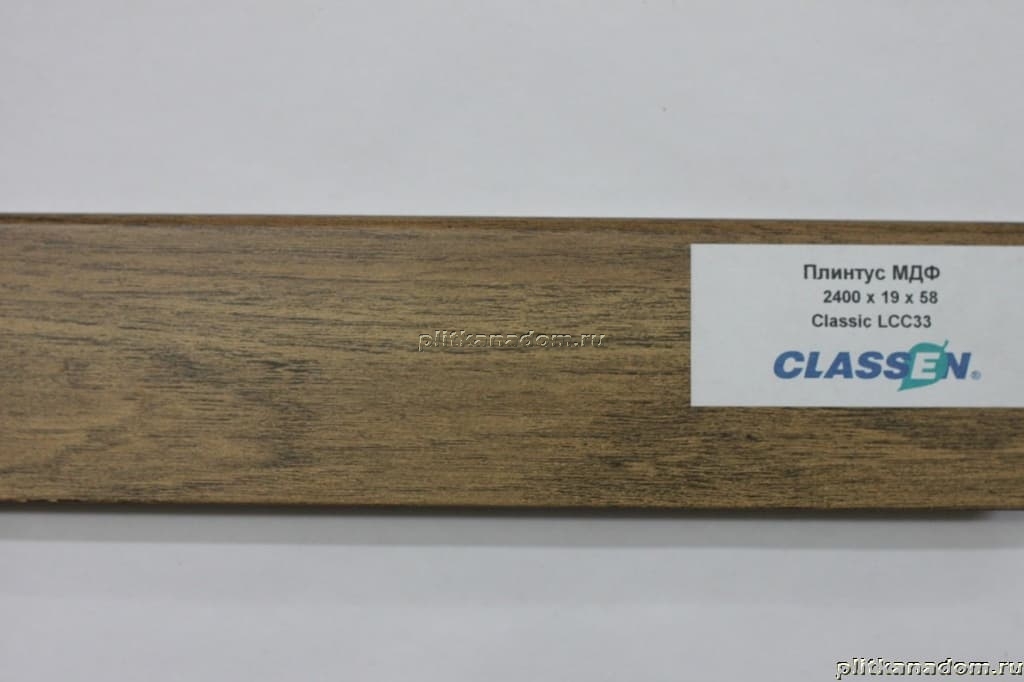 Плинтус МДФ
2400 x 19 x 58
Classic LCC33
CLASSEN®
plitkanadom.ru
plitkanadom.ru